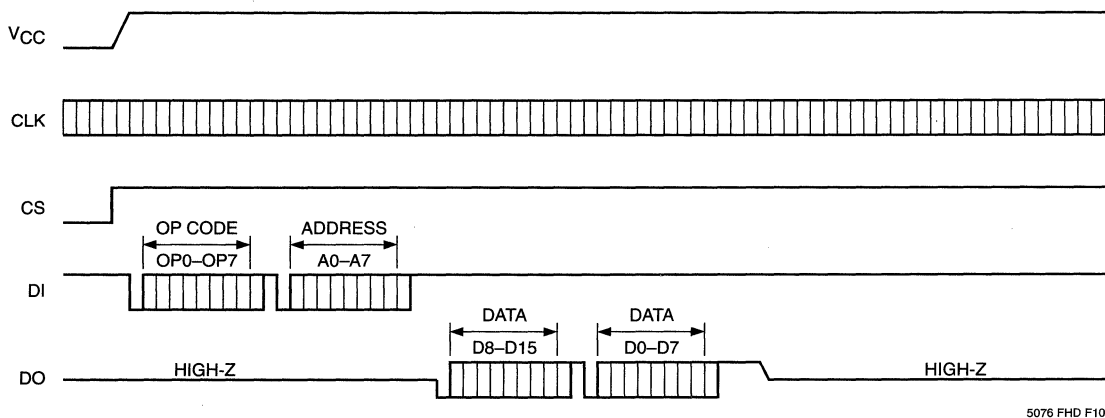 VCC
CLK
CS
OP CODE
ADDRESS
OP0–OP7
A0–A7
DI
DATA
DATA
D8–D15
D0–D7
DO
HIGH-Z
HIGH-Z
5076 FHD F10